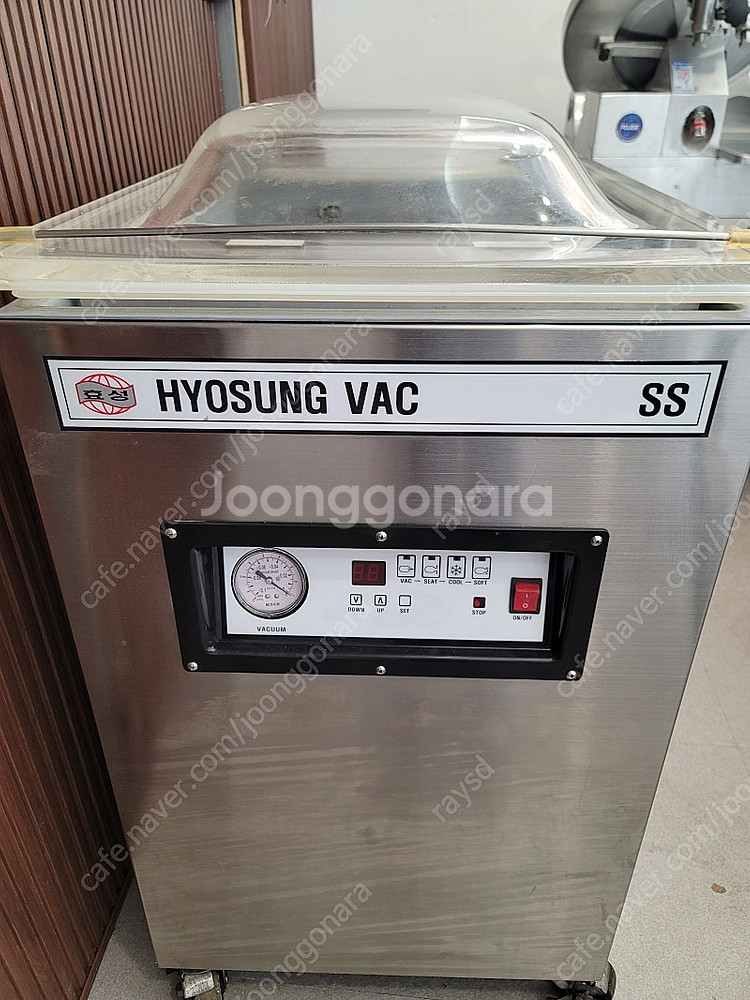 효성
HYOSUNG VAC
SS
Joonggonara
VACUUM
VAC
SEAT
COOL
SOFT
DOWN
UP
SET
STOP
ON/OFF
cafe.naver.com/joonggonara
raysd